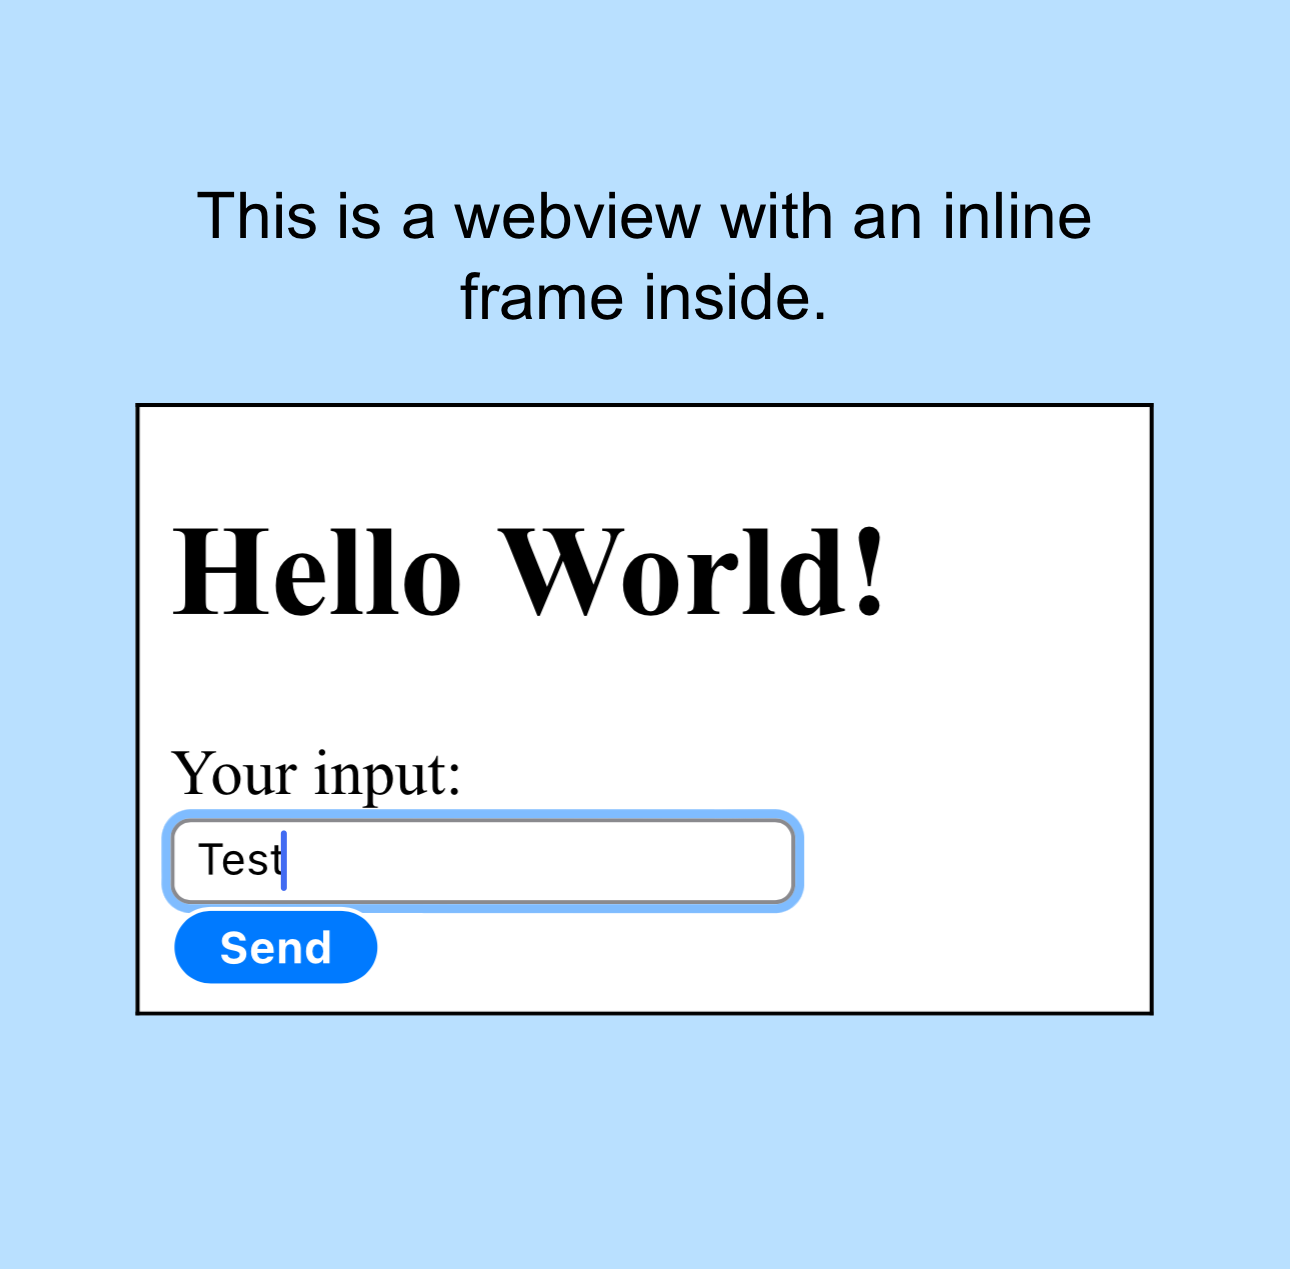 This is a webview with an inline
frame inside.
Hello World!
Your input:
Test
Send